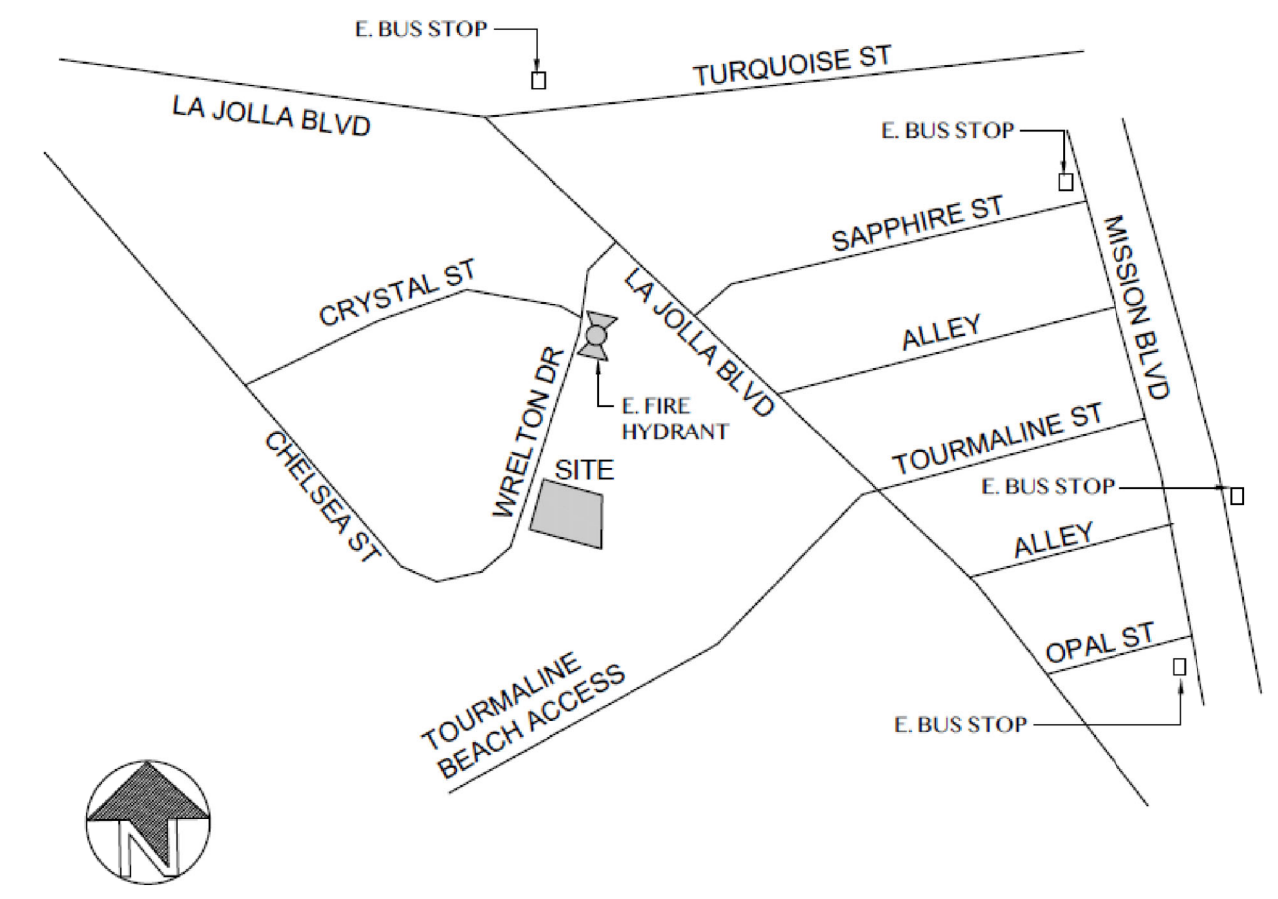 E. BUS STOP
TURQUOISE ST
LA JOLLA BLVD
E. BUS STOP
SAPPHIRE ST
MISSION BLVD
CRYSTAL ST
LA JOLLA BLVD
ALLEY
WRELTON DR
E. FIRE
HYDRANT
TOURMALINE ST
CHELSEA ST
SITE
E. BUS STOP
ALLEY
OPAL ST
TOURMALINE
BEACH ACCESS
E. BUS STOP
N